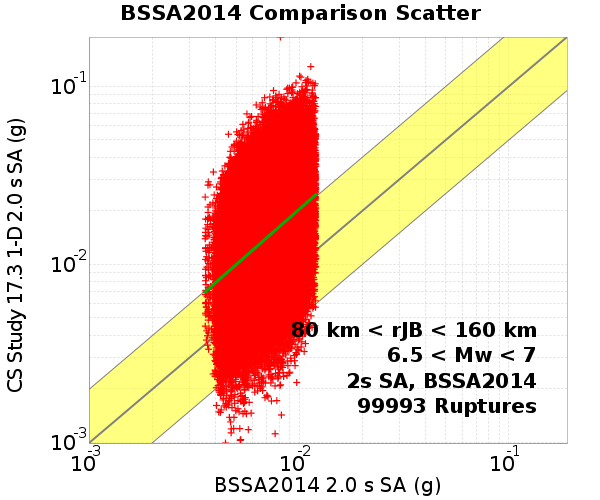 BSSA2014 Comparison Scatter
CS Study 17.3 1-D 2.0 s SA (g)
10-1
10-2
10-3
80 km < rJB < 160 km
6.5 < Mw < 7
2s SA, BSSA2014
99993 Ruptures
10-3 10-2 10-1
BSSA2014 2.0 s SA (g)